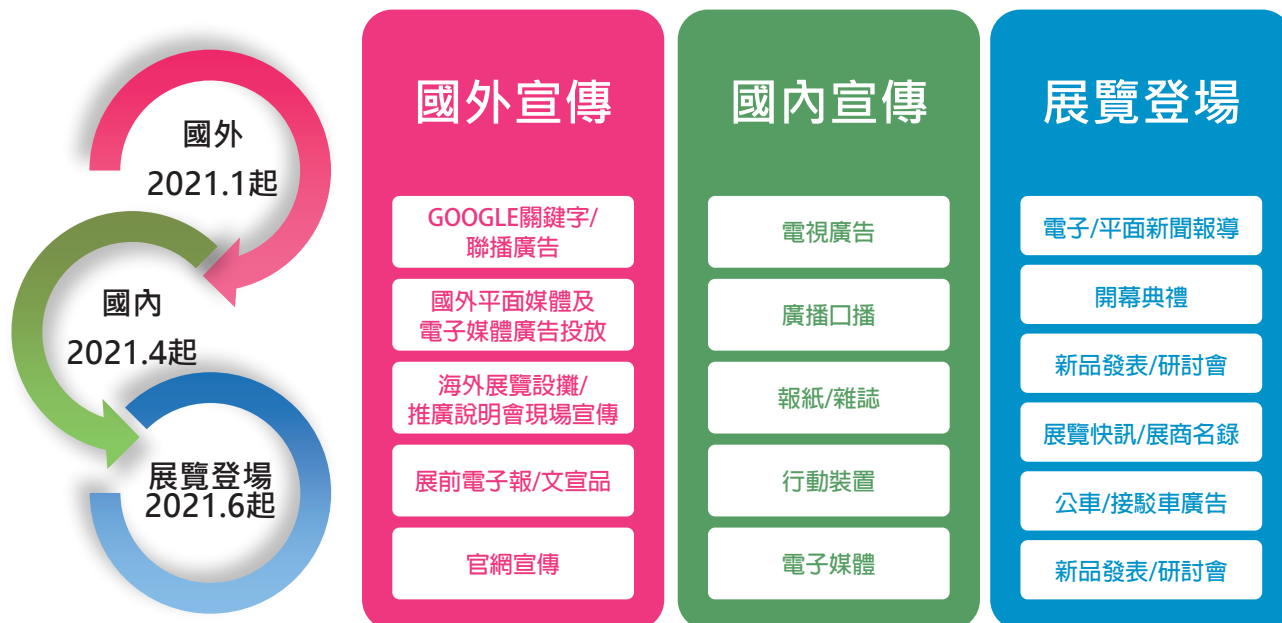 國外
2021.1起
國內
2021.4起
展覽登場
2021.6起
國外宣傳
GOOGLE關鍵字/
聯播廣告
國外平面媒體及
電子媒體廣告投放
海外展覽設攤/
推廣說明會現場宣傳
展前電子報/文宣品
官網宣傳
國內宣傳
電視廣告
廣播口播
報紙/雜誌
行動裝置
電子媒體
展覽登場
電子/平面新聞報導
開幕典禮
新品發表/研討會
展覽快訊/展商名錄
公車/接駁車廣告
新品發表/研討會